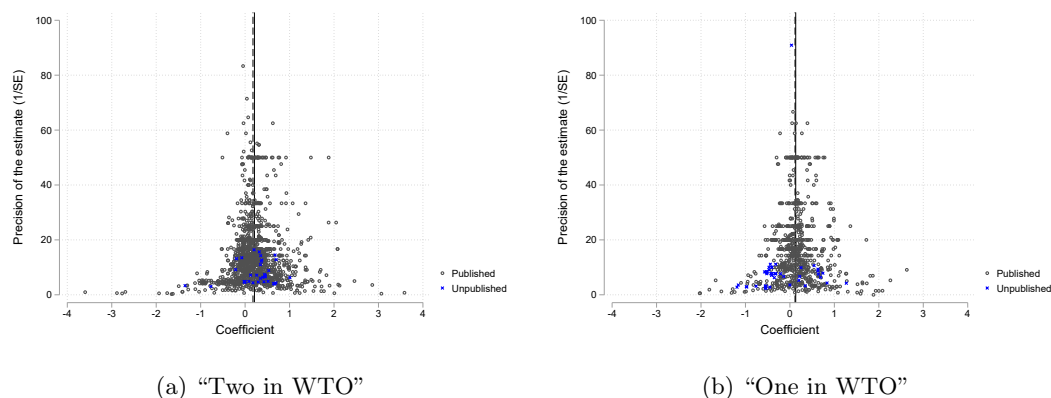 100
80
60
40
20
0
Precision of the estimate (1/SE)
-4 -3 -2 -1 0 1 2 3 4
Coefficient
Published
Unpublished
(a) “Two in WTO”
100
80
60
40
20
0
Precision of the estimate (1/SE)
-4 -3 -2 -1 0 1 2 3 4
Coefficient
Published
Unpublished
(b) “One in WTO”